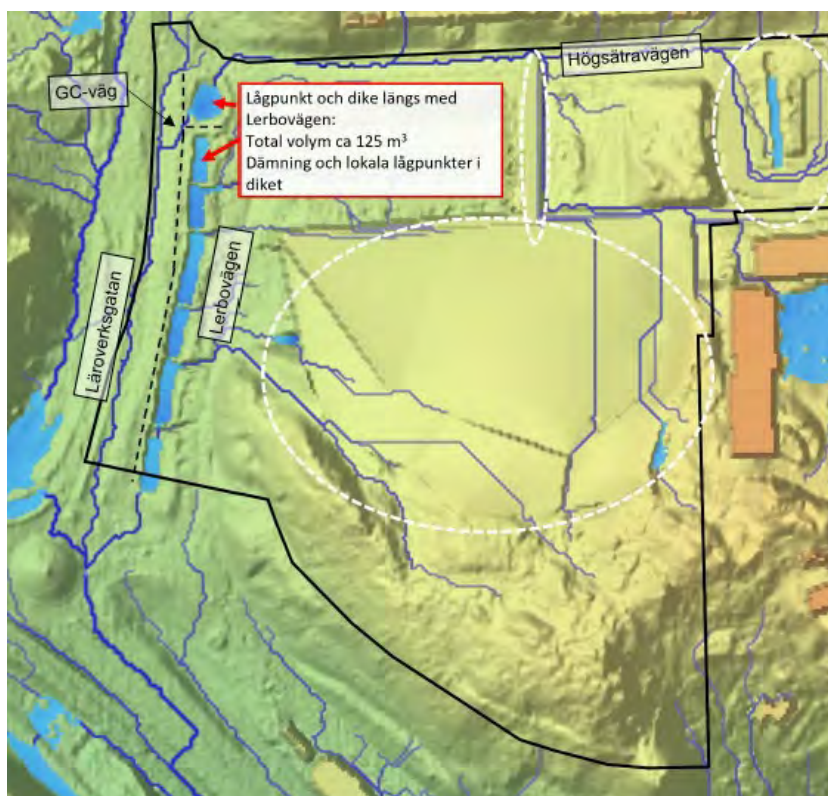 Högsätravägen
GC-väg
Lågpunkt och dike längs med
Lerbovägen:
Total volym ca 125 m³
Dämning och lokala lågpunkter i
diket
Lerbovägen
Läroverksgatan